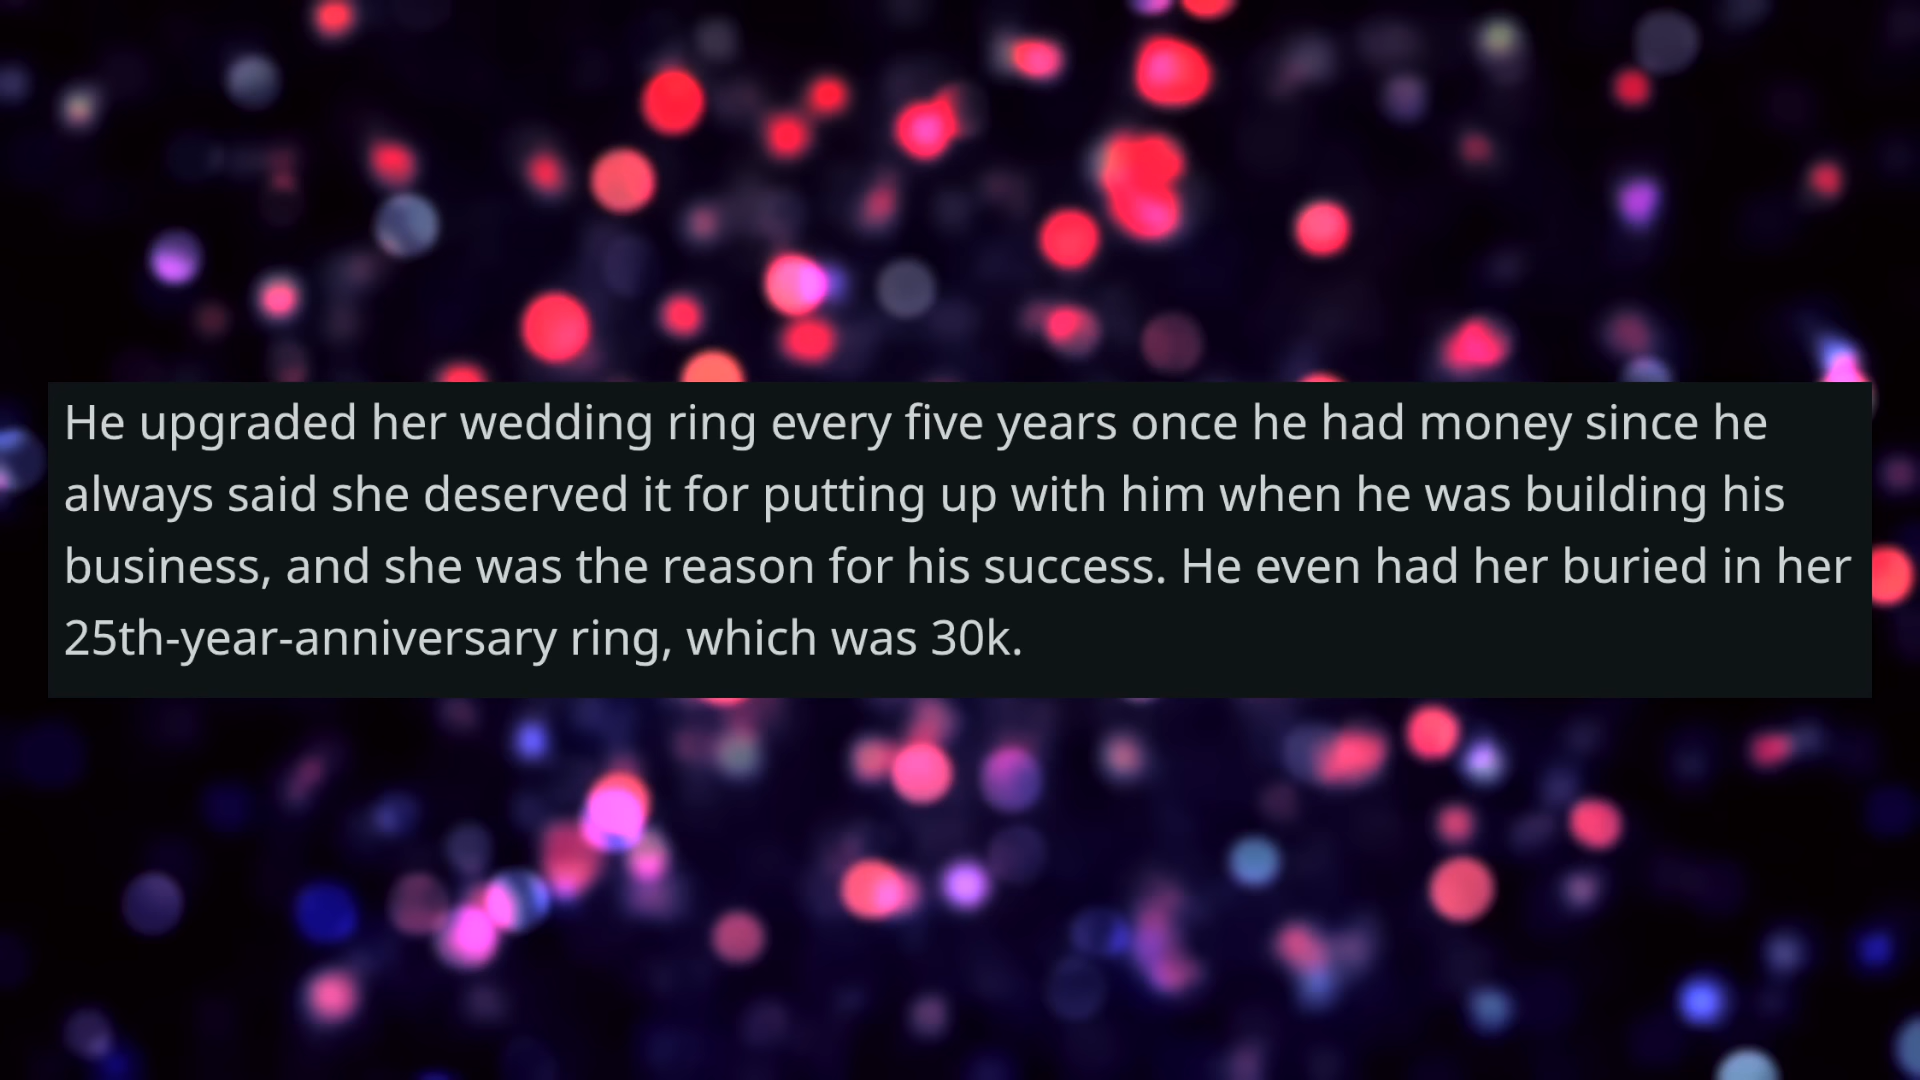 He upgraded her wedding ring every five years once he had money since he
always said she deserved it for putting up with him when he was building his
business, and she was the reason for his success. He even had her buried in her
25th-year-anniversary ring, which was 30k.